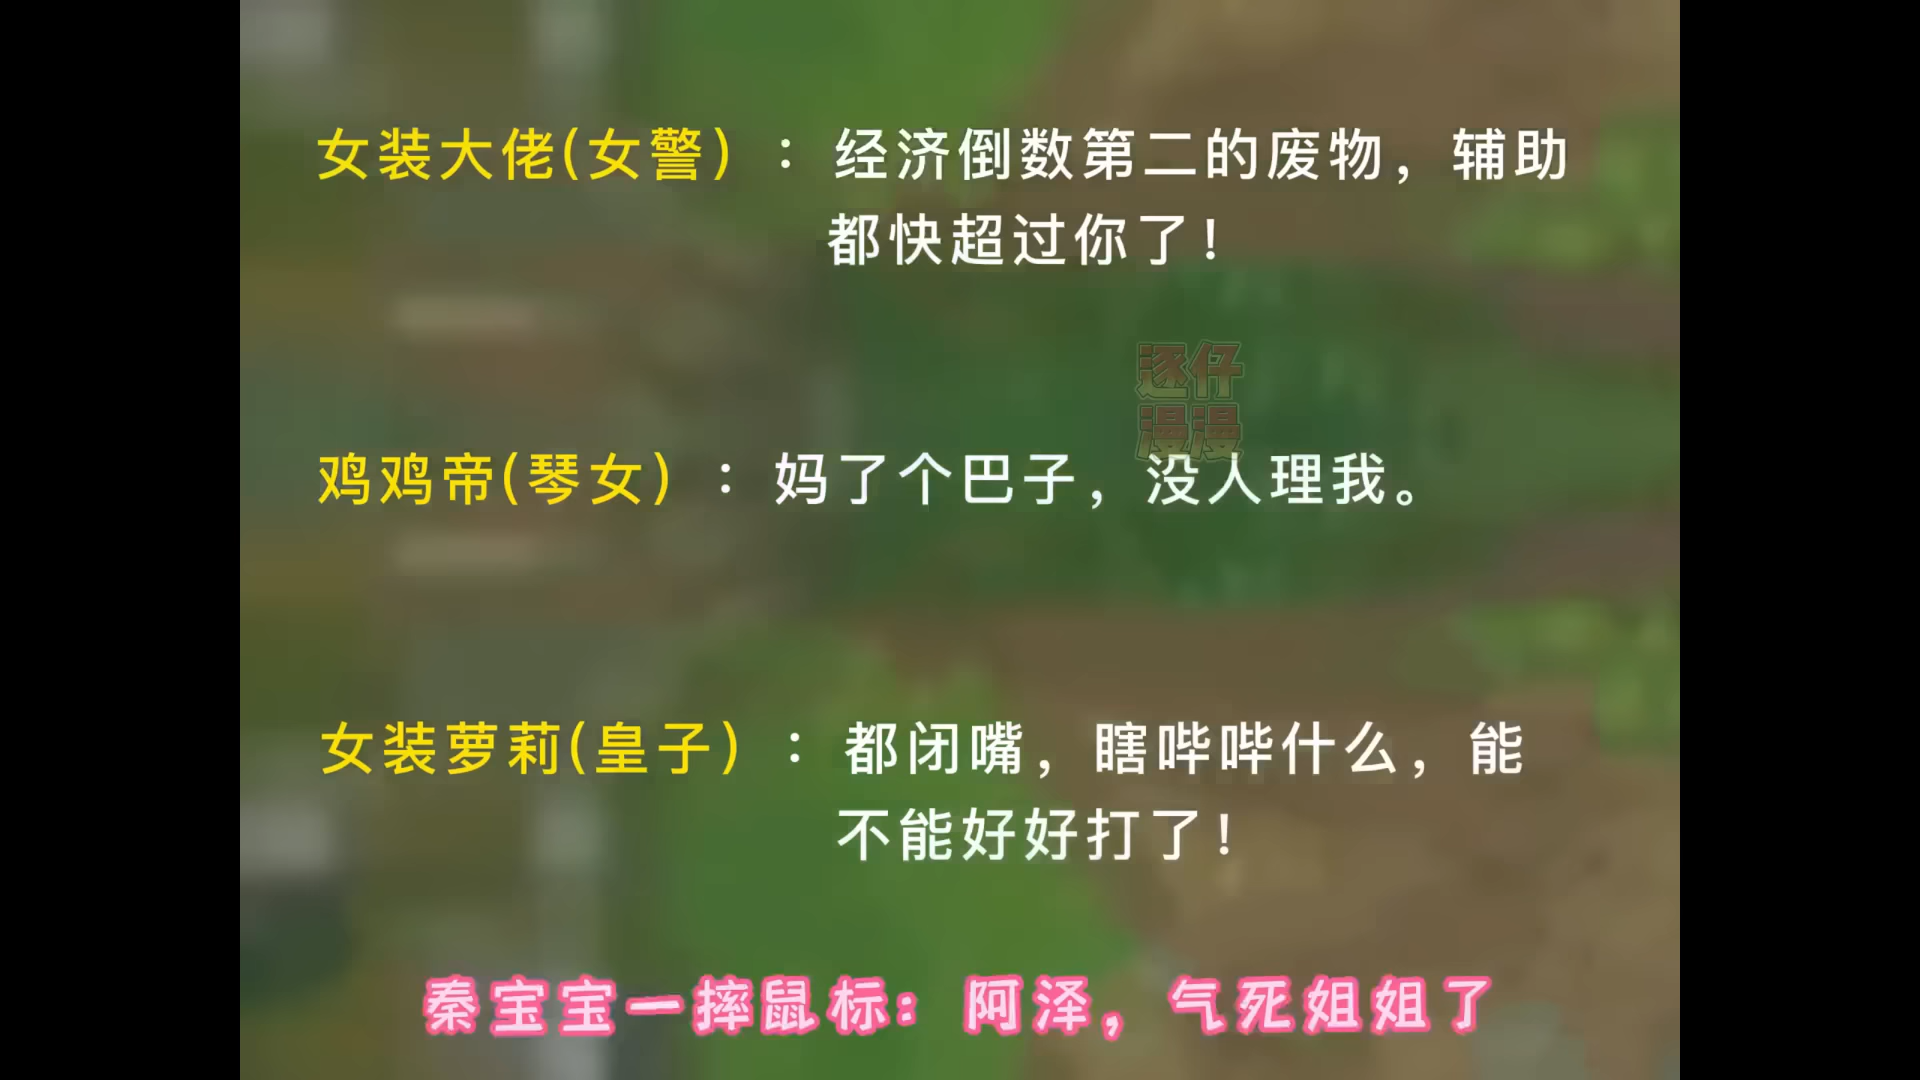 女装大佬(女警)：经济倒数第二的废物，辅助
都快超过你了！
逐仔
漫漫
鸡鸡帝(琴女)：妈了个巴子，没人理我。
女装萝莉(皇子)：都闭嘴，瞎哔哔什么，能
不能好好打了！
秦宝宝一摔鼠标：阿泽，气死姐姐了